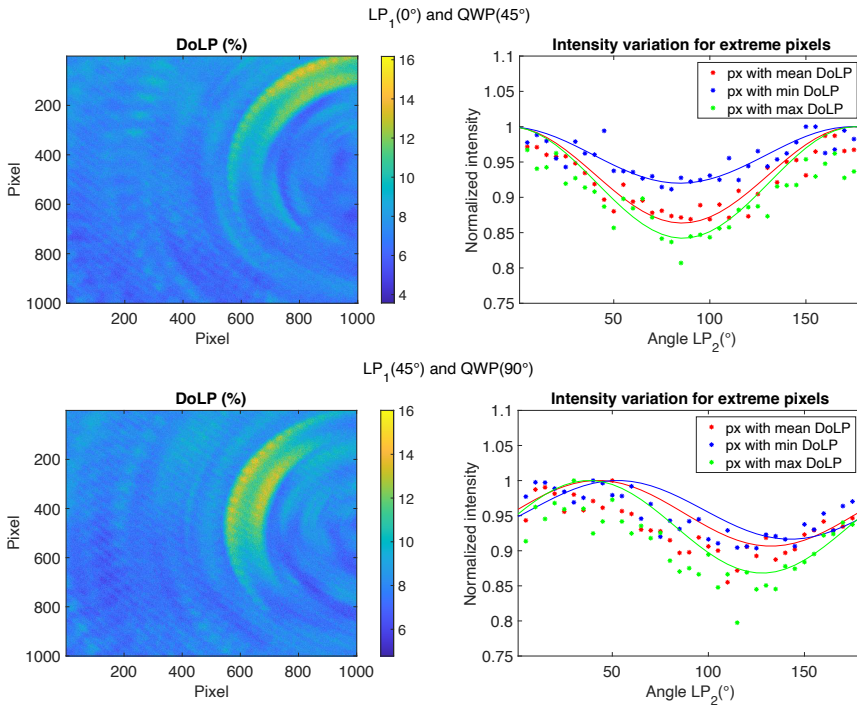 LP1(0°) and QWP(45°)
DoLP (%)
Pixel
200
400
600
800
1000
200 400 600 800 1000
Pixel
16
14
12
10
8
6
4
Intensity variation for extreme pixels
px with mean DoLP
px with min DoLP
px with max DoLP
Normalized intensity
1.1
1.05
1
0.95
0.9
0.85
0.8
0.75
50 100 150
Angle LP2(°)
LP1(45°) and QWP(90°)
DoLP (%)
Pixel
200
400
600
800
1000
200 400 600 800 1000
Pixel
16
14
12
10
8
6
Intensity variation for extreme pixels
px with mean DoLP
px with min DoLP
px with max DoLP
Normalized intensity
1.1
1.05
1
0.95
0.9
0.85
0.8
0.75
50 100 150
Angle LP2(°)